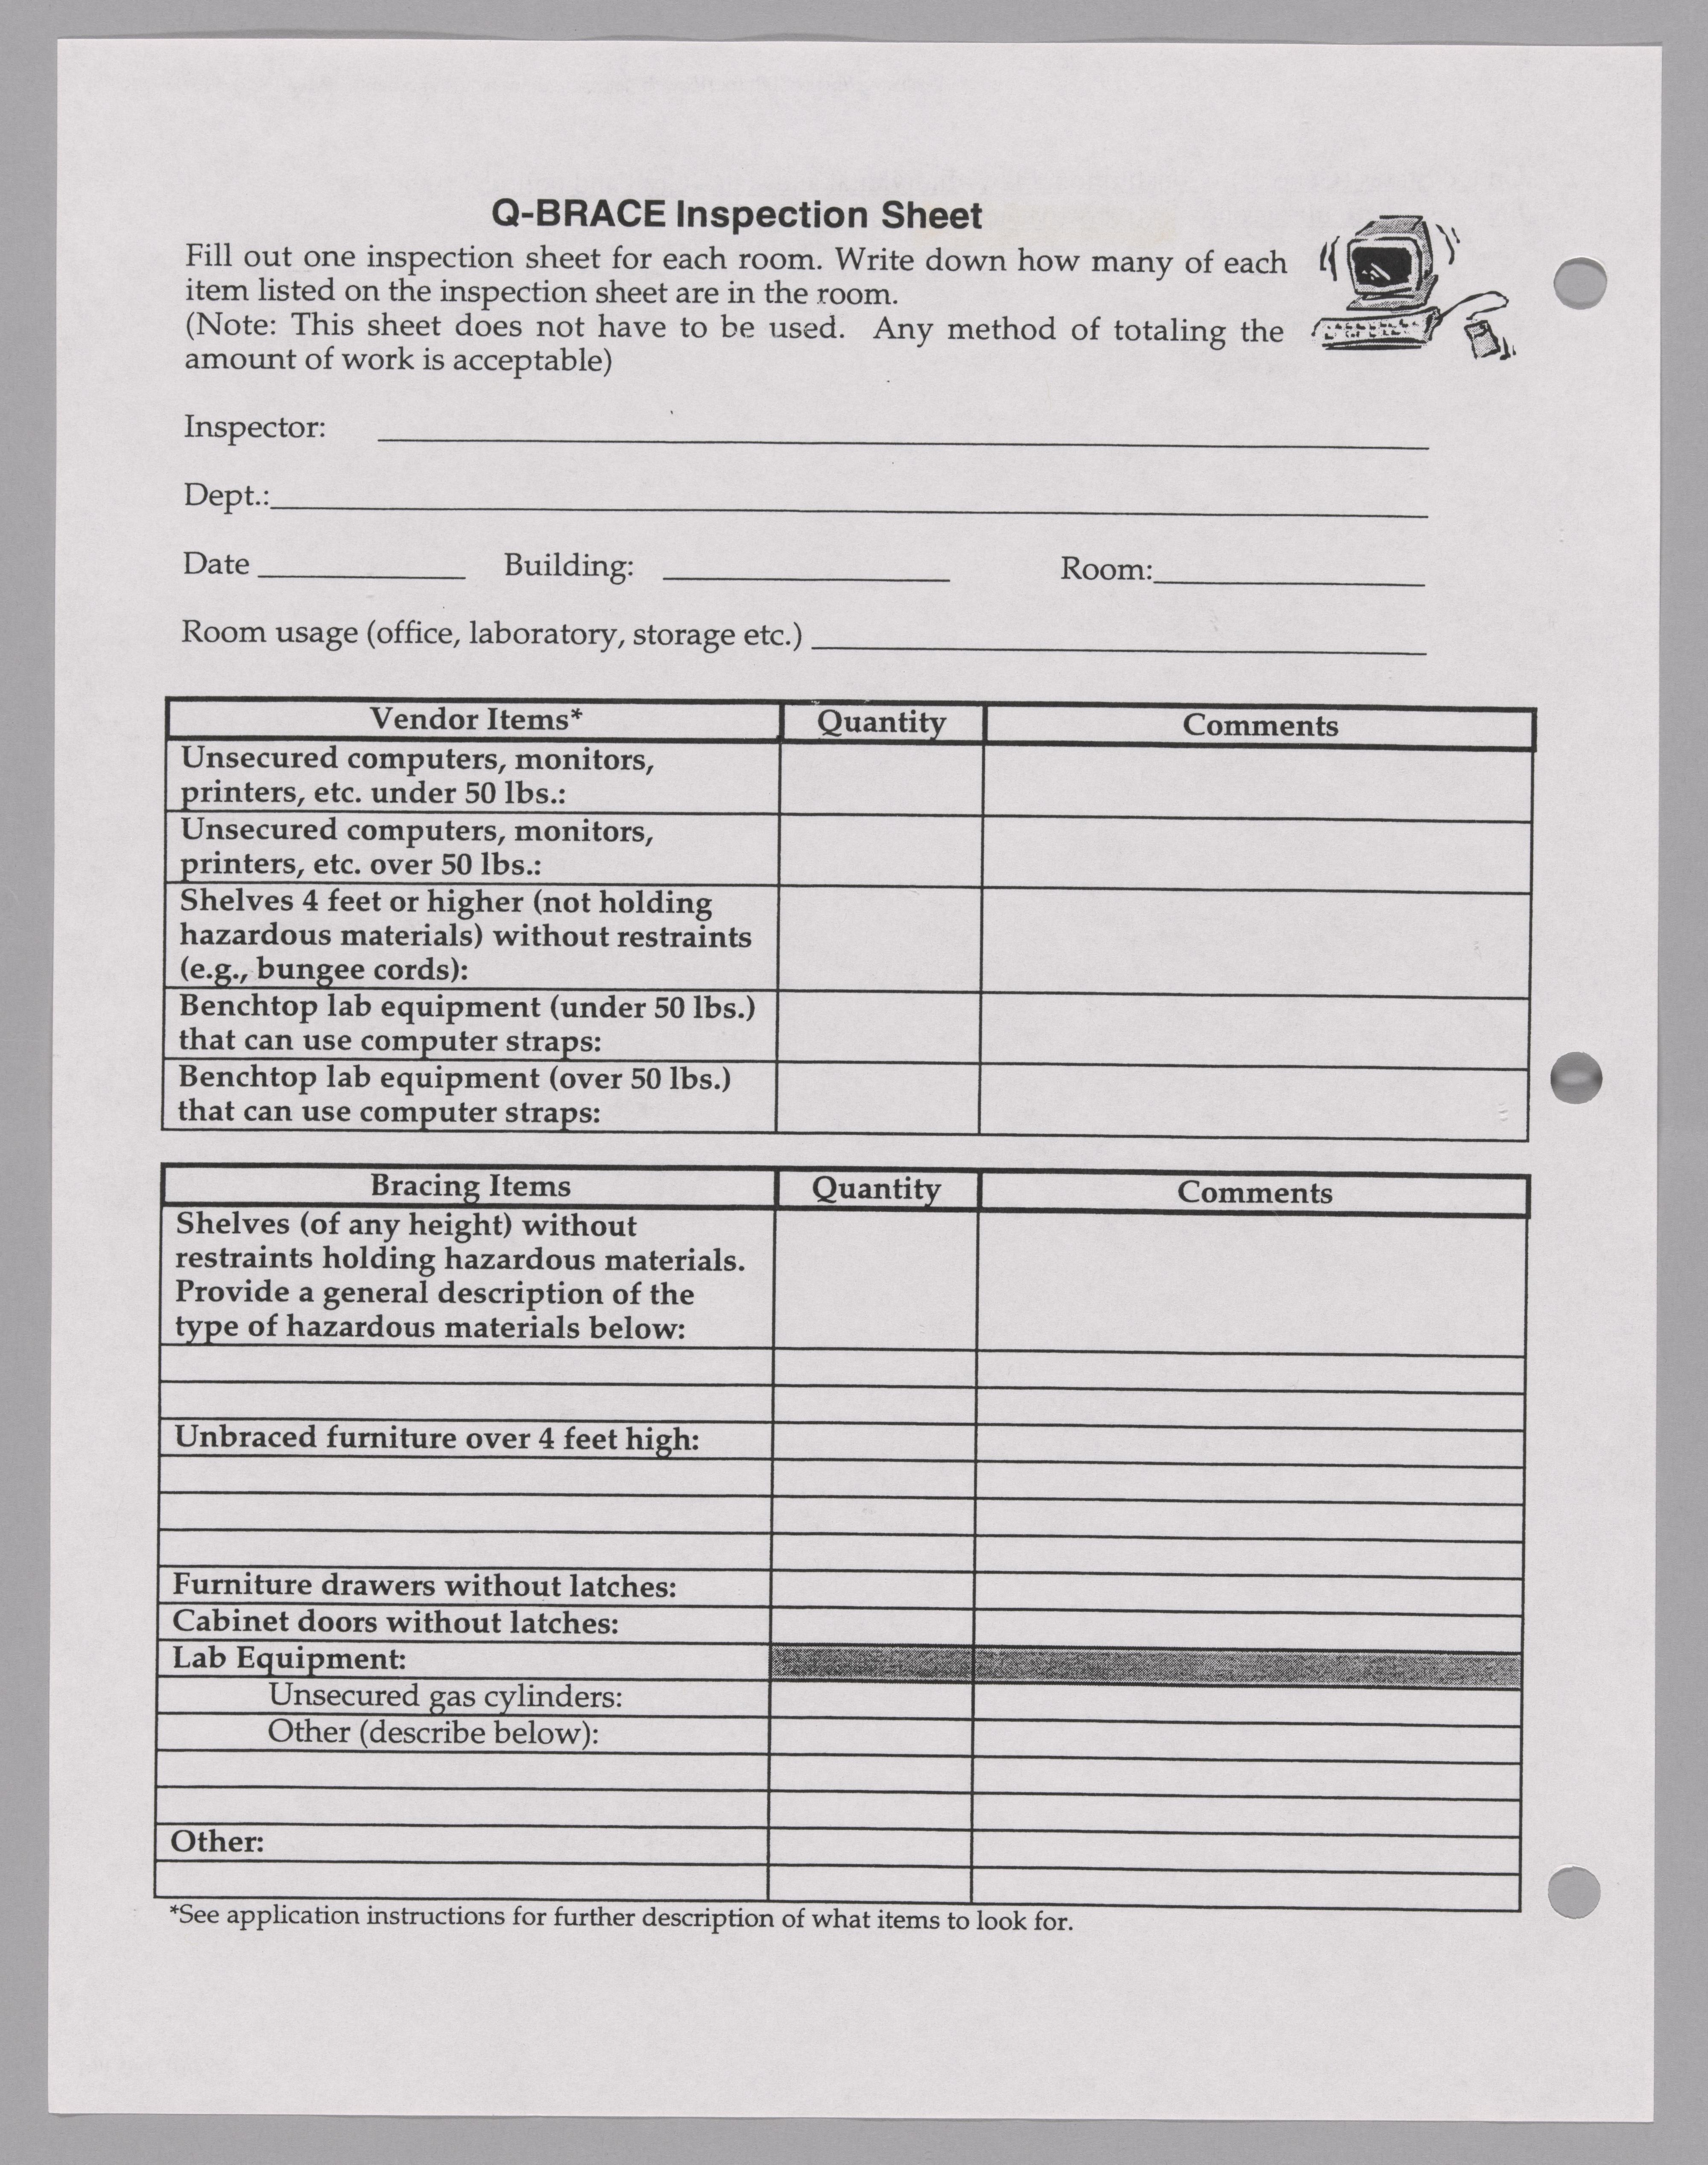 Q-BRACE Inspection Sheet
Fill out one inspection sheet for each room. Write down how many of each
item listed on the inspection sheet are in the room.
(Note: This sheet does not have to be used. Any method of totaling the
amount of work is acceptable)
Inspector:
Dept.:
Date Building: Room:
Room usage (office, laboratory, storage etc.)
Vendor Items* Quantity Comments
Unsecured computers, monitors,
printers, etc. under 50 lbs.:
Unsecured computers, monitors,
printers, etc. over 50 lbs.:
Shelves 4 feet or higher (not holding
hazardous materials) without restraints
(e.g., bungee cords):
Benchtop lab equipment (under 50 lbs.)
that can use computer straps:
Benchtop lab equipment (over 50 lbs.)
that can use computer straps:
Bracing Items Quantity Comments
Shelves (of any height) without
restraints holding hazardous materials.
Provide a general description of the
type of hazardous materials below:
Unbraced furniture over 4 feet high:
Furniture drawers without latches:
Cabinet doors without latches:
Lab Equipment:
Unsecured gas cylinders:
Other (describe below):
Other:
*See application instructions for further description of what items to look for.